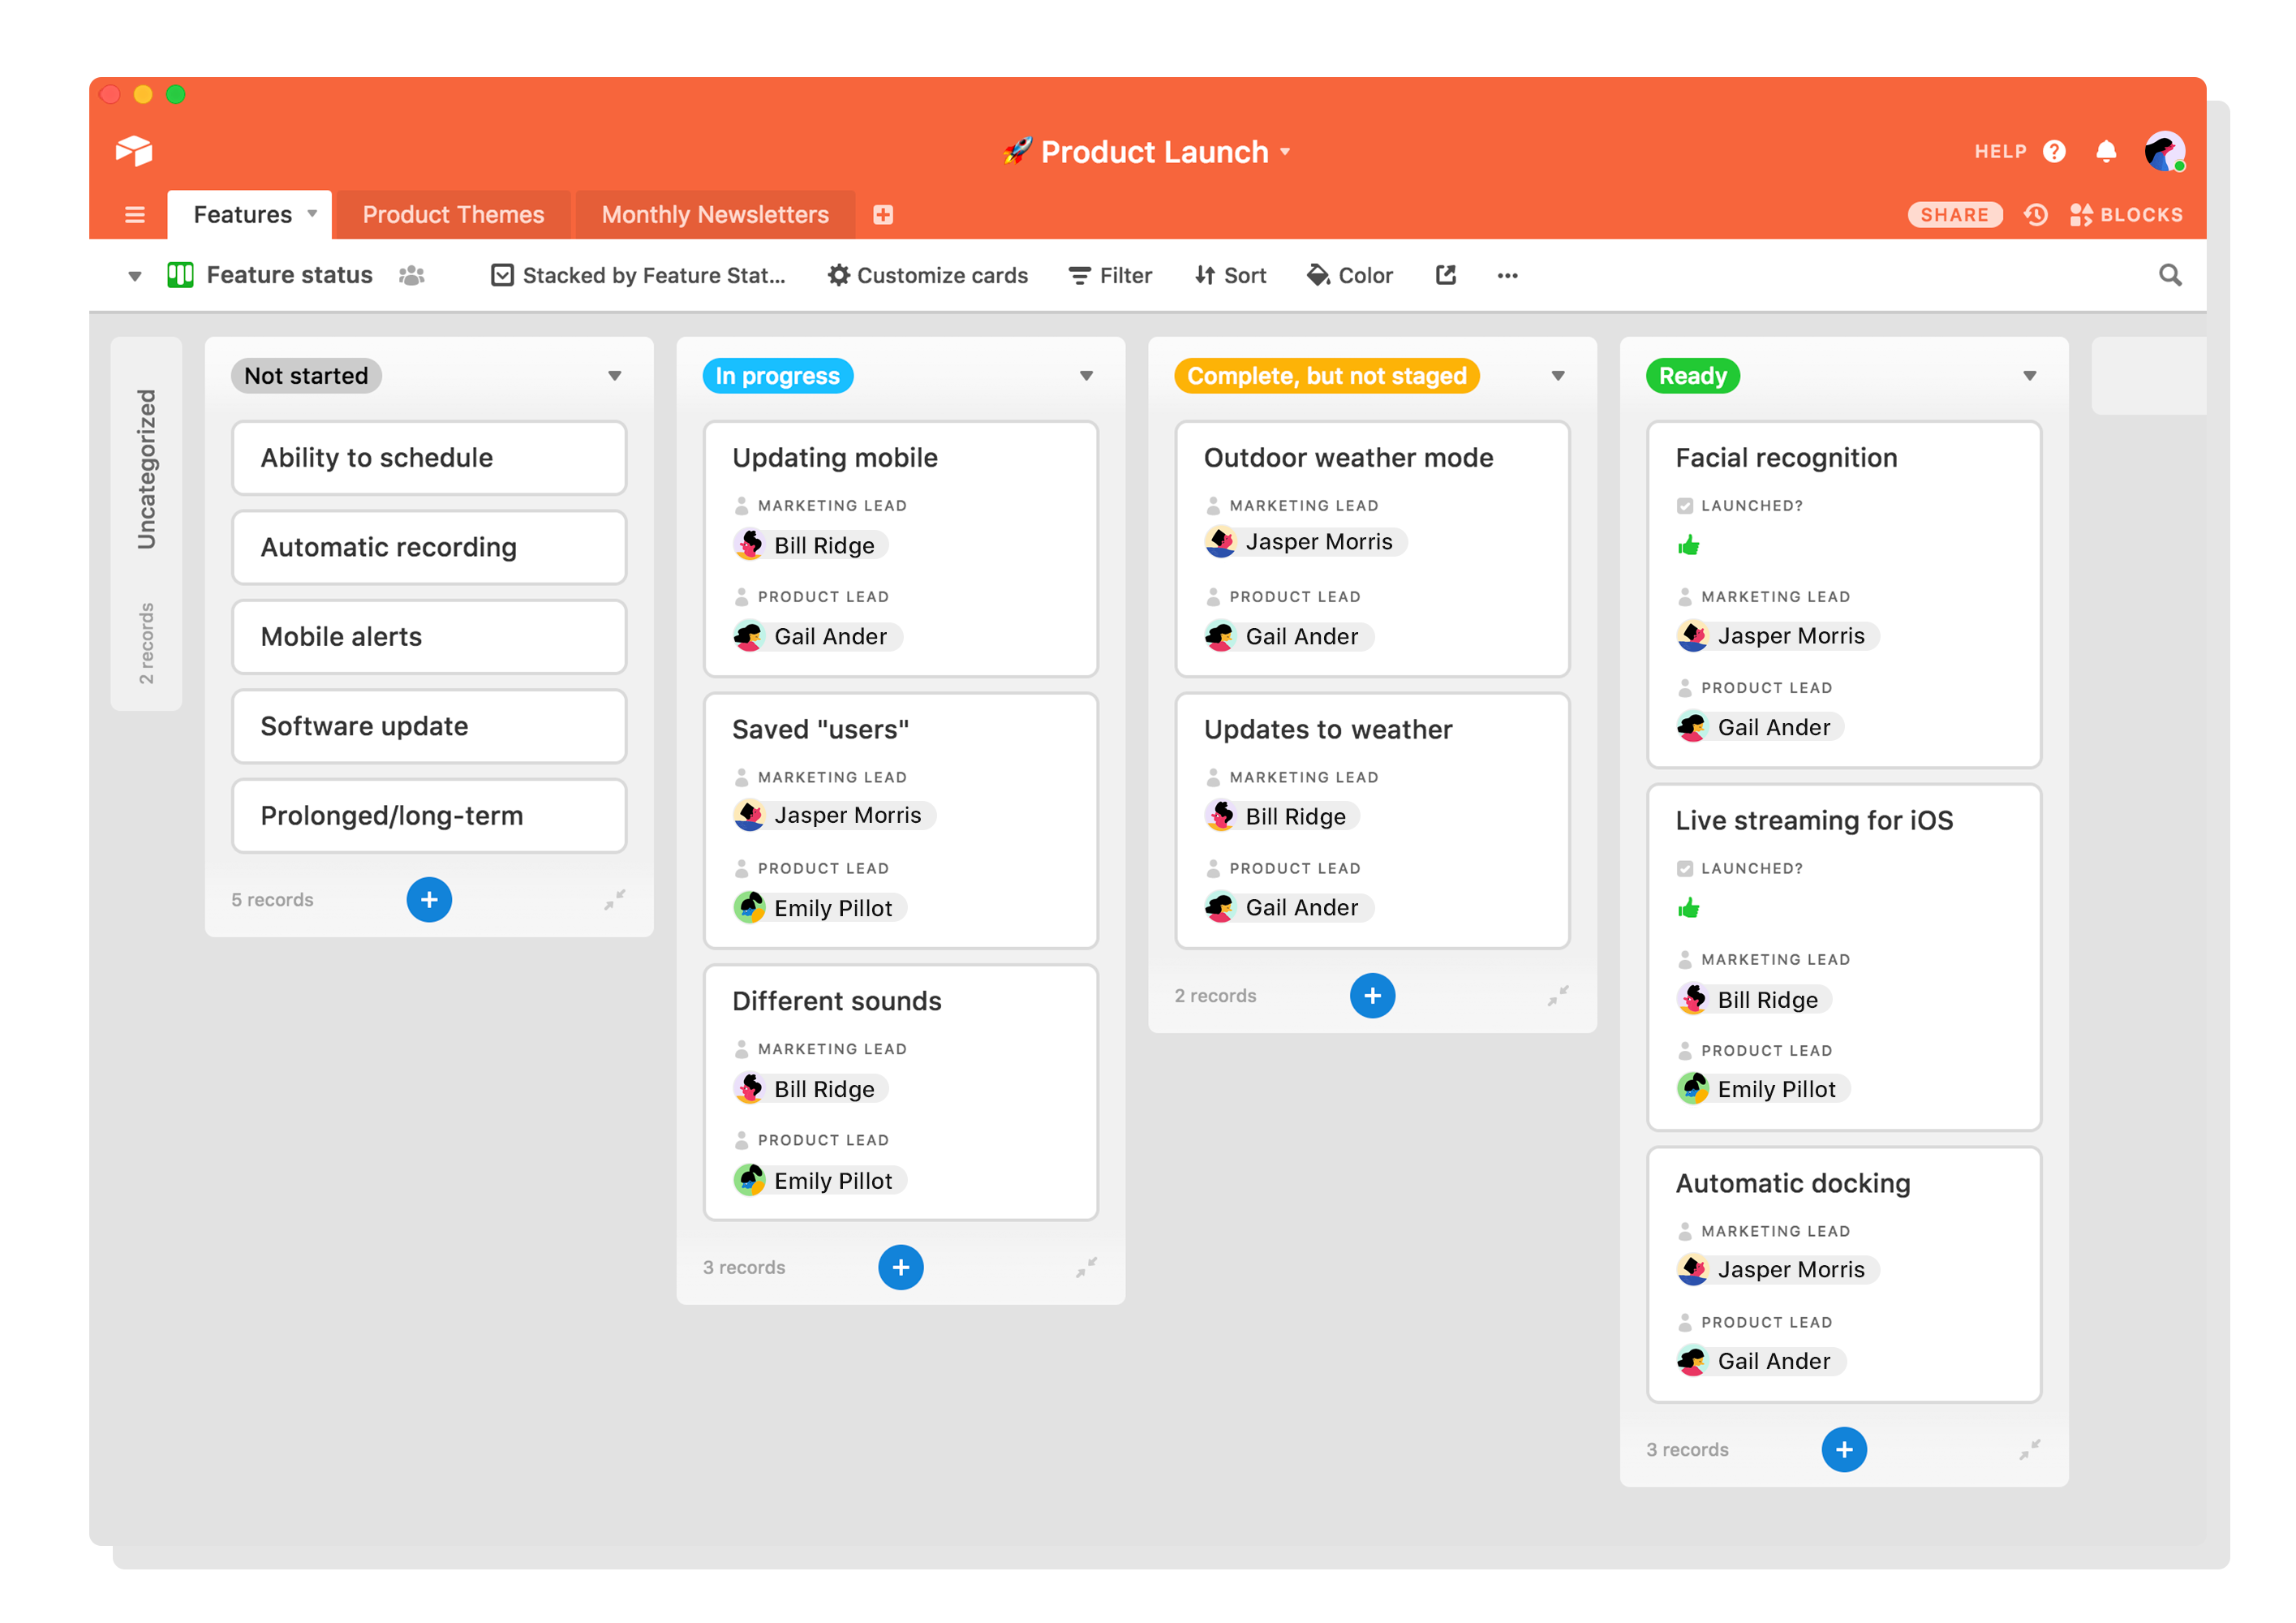 🚀 Product Launch
HELP
Features
Product Themes
Monthly Newsletters
SHARE
BLOCKS
Feature status
Stacked by Feature Stat...
Customize cards
Filter
Sort
Color
Uncategorized
2 records
Not started
Ability to schedule
Automatic recording
Mobile alerts
Software update
Prolonged/long-term
5 records
In progress
Updating mobile
MARKETING LEAD
Bill Ridge
PRODUCT LEAD
Gail Ander
Saved "users"
MARKETING LEAD
Jasper Morris
PRODUCT LEAD
Emily Pillot
Different sounds
MARKETING LEAD
Bill Ridge
PRODUCT LEAD
Emily Pillot
3 records
Complete, but not staged
Outdoor weather mode
MARKETING LEAD
Jasper Morris
PRODUCT LEAD
Gail Ander
Updates to weather
MARKETING LEAD
Bill Ridge
PRODUCT LEAD
Gail Ander
2 records
Ready
Facial recognition
LAUNCHED?
MARKETING LEAD
Jasper Morris
PRODUCT LEAD
Gail Ander
Live streaming for iOS
LAUNCHED?
MARKETING LEAD
Bill Ridge
PRODUCT LEAD
Emily Pillot
Automatic docking
MARKETING LEAD
Jasper Morris
PRODUCT LEAD
Gail Ander
3 records